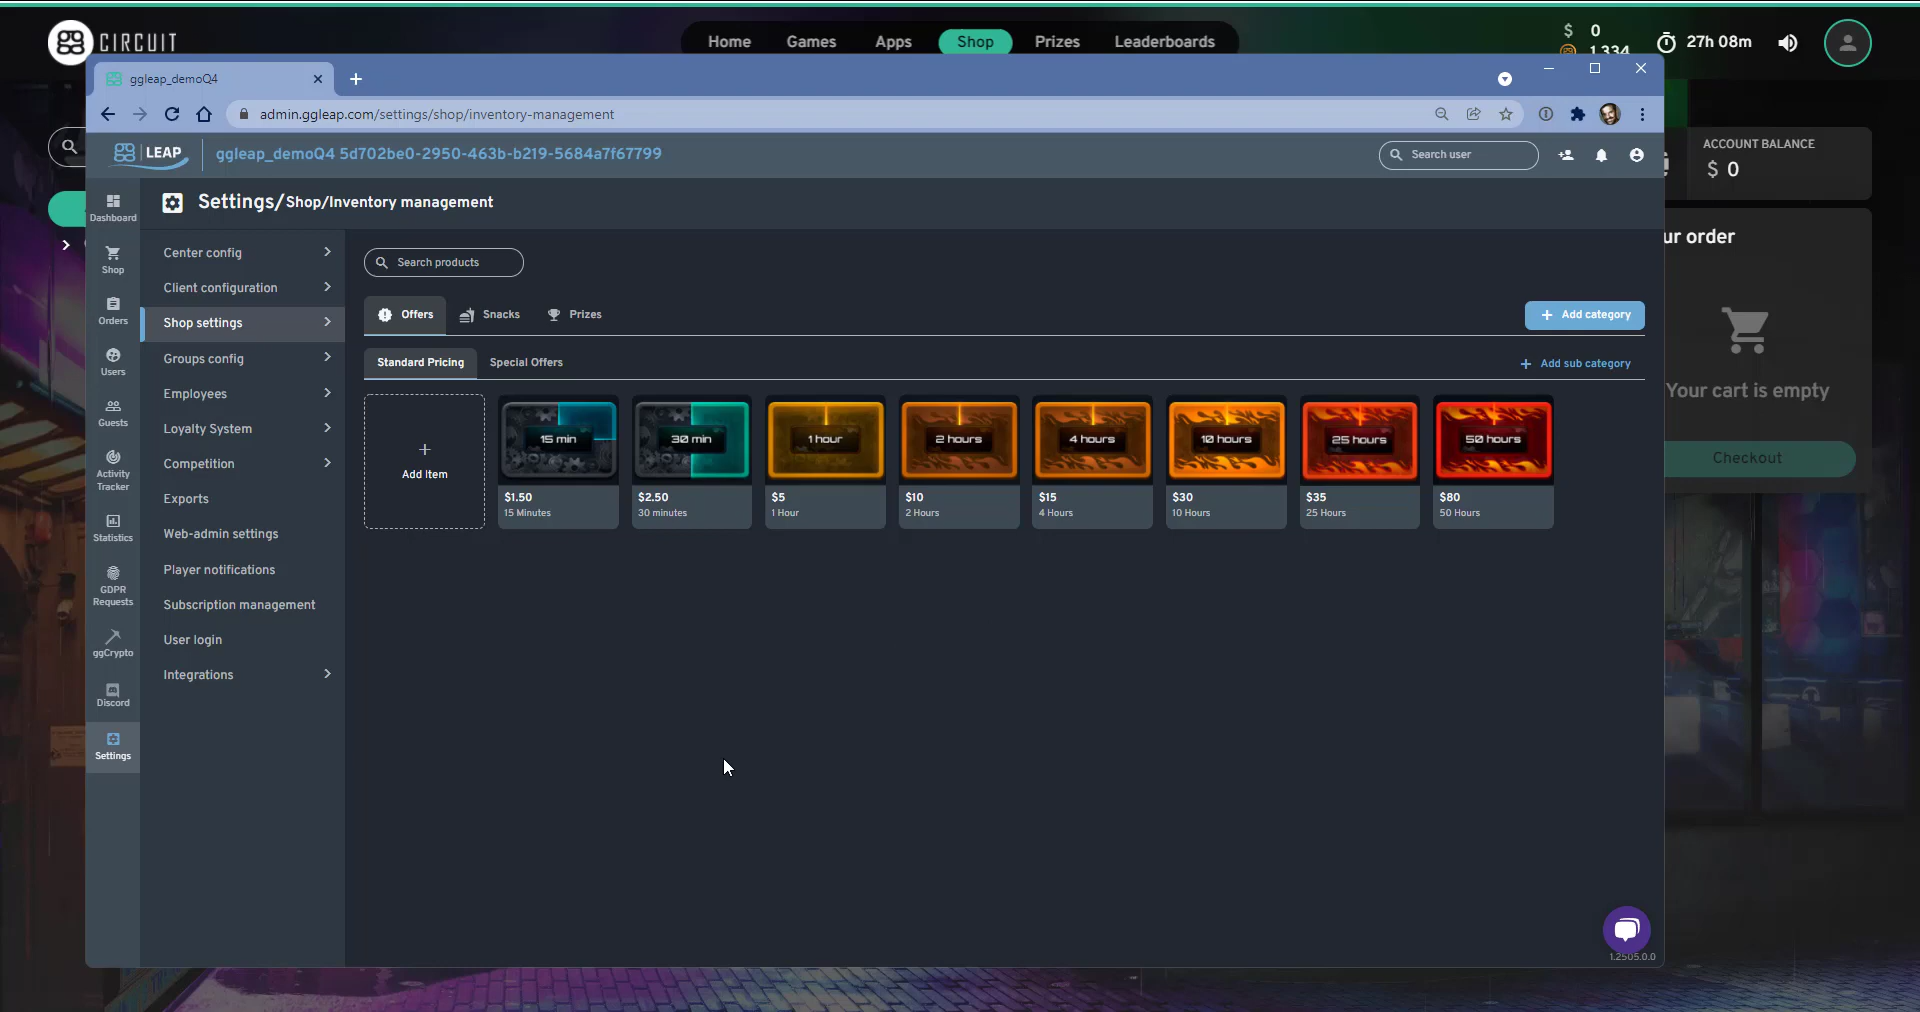 CIRCUIT
Home
Games
Apps
Shop
Prizes
Leaderboards
$ 0
1,334
27h 08m
ggleap_demoQ4
admin.ggleap.com/settings/shop/inventory-management
LEAP
ggleap_demoQ4 5d702be0-2950-463b-b219-5684a7f67799
Search user
ACCOUNT BALANCE
$ 0
Settings/Shop/Inventory management
Dashboard
Shop
Orders
Users
Guests
Activity
Tracker
Statistics
GDPR
Requests
ggCrypto
Discord
Settings
Center config
Client configuration
Shop settings
Groups config
Employees
Loyalty System
Competition
Exports
Web-admin settings
Player notifications
Subscription management
User login
Integrations
Search products
Offers
Snacks
Prizes
+ Add category
Standard Pricing
Special Offers
+ Add sub category
+
Add Item
15 min
$1.50
15 Minutes
30 min
$2.50
30 minutes
1 hour
$5
1 Hour
2 hours
$10
2 Hours
4 hours
$15
4 Hours
10 hours
$30
10 Hours
25 hours
$35
25 Hours
50 hours
$80
50 Hours
ur order
Your cart is empty
Checkout
1.2505.0.0